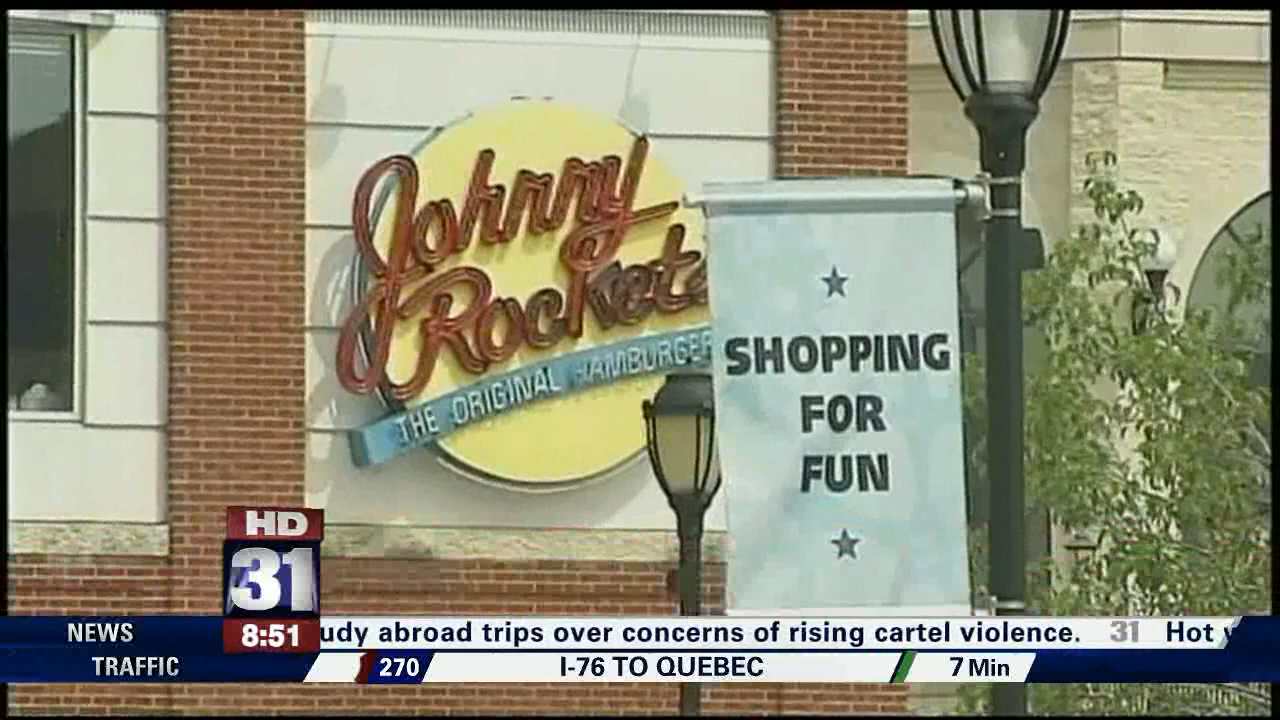 Johnny
Rockets
THE ORIGINAL HAMBURGER
SHOPPING
FOR
FUN
HD
31
8:51
NEWS
udy abroad trips over concerns of rising cartel violence. 31 Hot
TRAFFIC
270 I-76 TO QUEBEC 7 Min